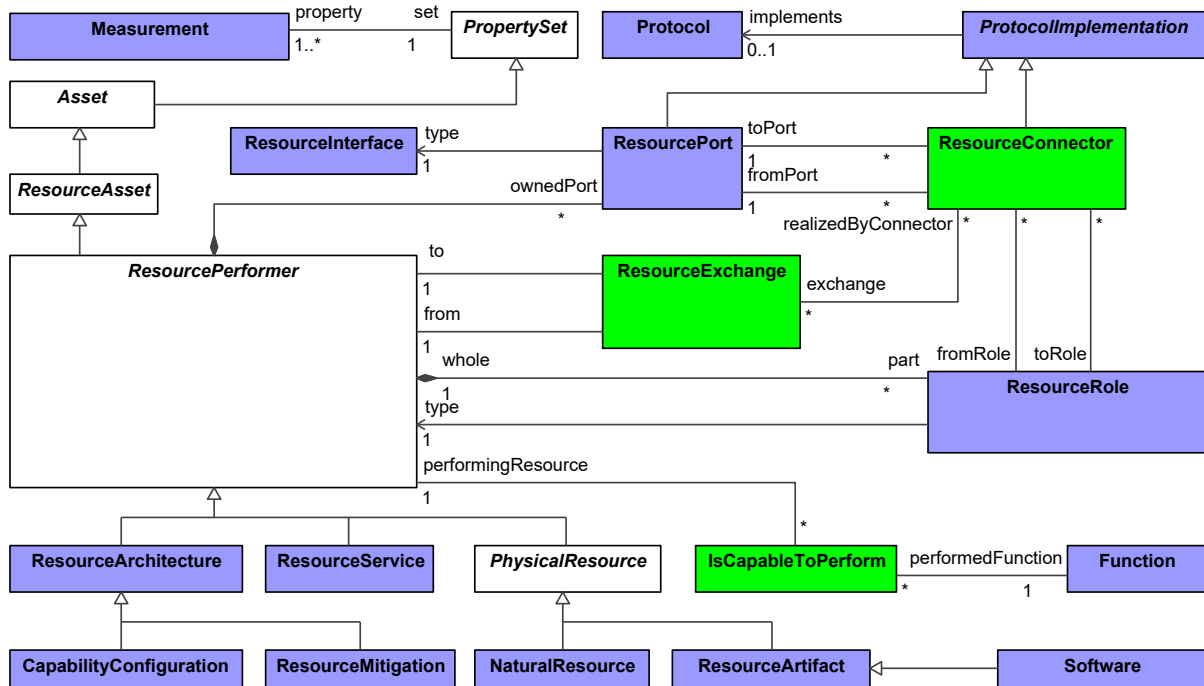 Measurement
property
set
1..*
1
PropertySet
Protocol
implements
0..1
ProtocolImplementation
Asset
ResourceInterface
type
1
ResourcePort
toPort
1
*
fromPort
1
*
ResourceConnector
ResourceAsset
ownedPort
*
realizedByConnector
*
*
*
ResourcePerformer
to
1
ResourceExchange
exchange
*
from
1
whole
1
part
*
fromRole
toRole
ResourceRole
type
1
performingResource
1
*
ResourceArchitecture
ResourceService
PhysicalResource
IsCapableToPerform
performedFunction
*
1
Function
CapabilityConfiguration
ResourceMitigation
NaturalResource
ResourceArtifact
Software